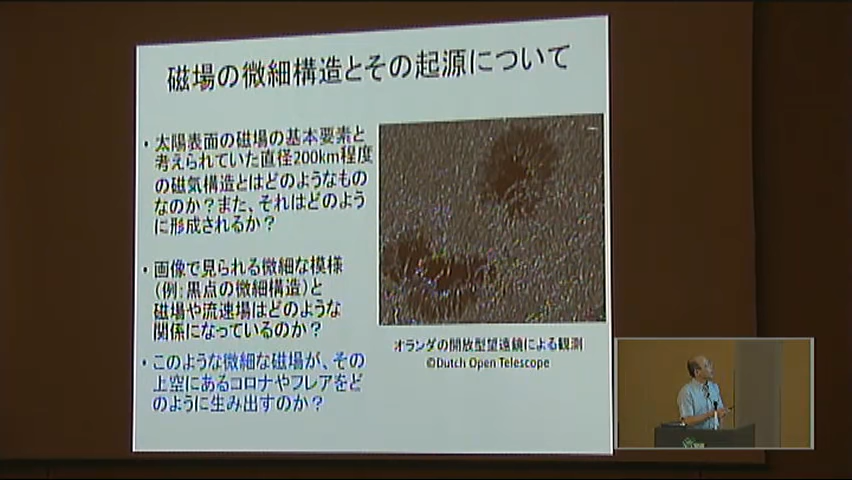 磁場の微細構造とその起源について
• 太陽表面の磁場の基本要素と
考えられていた直径200km程度
の磁気構造とはどのようなもの
なのか？また、それはどのよう
に形成されるか？
• 画像で見られる微細な模様
（例：黒点の微細構造）と
磁場や流速場はどのような
関係になっているのか？
• このような微細な磁場が、その
上空にあるコロナやフレアをど
のように生み出すのか？
オランダの開放型望遠鏡による観測
©Dutch Open Telescope